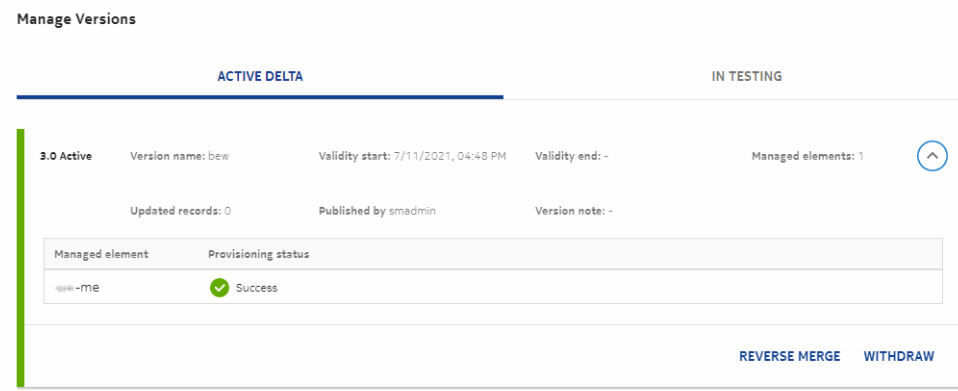 Manage Versions
ACTIVE DELTA IN TESTING
3.0 Active Version name: bew Validity start: 7/11/2021, 04:48 PM Validity end: - Managed elements: 1
Updated records: 0 Published by smadmin Version note: -
Managed element Provisioning status
-me Success
REVERSE MERGE WITHDRAW